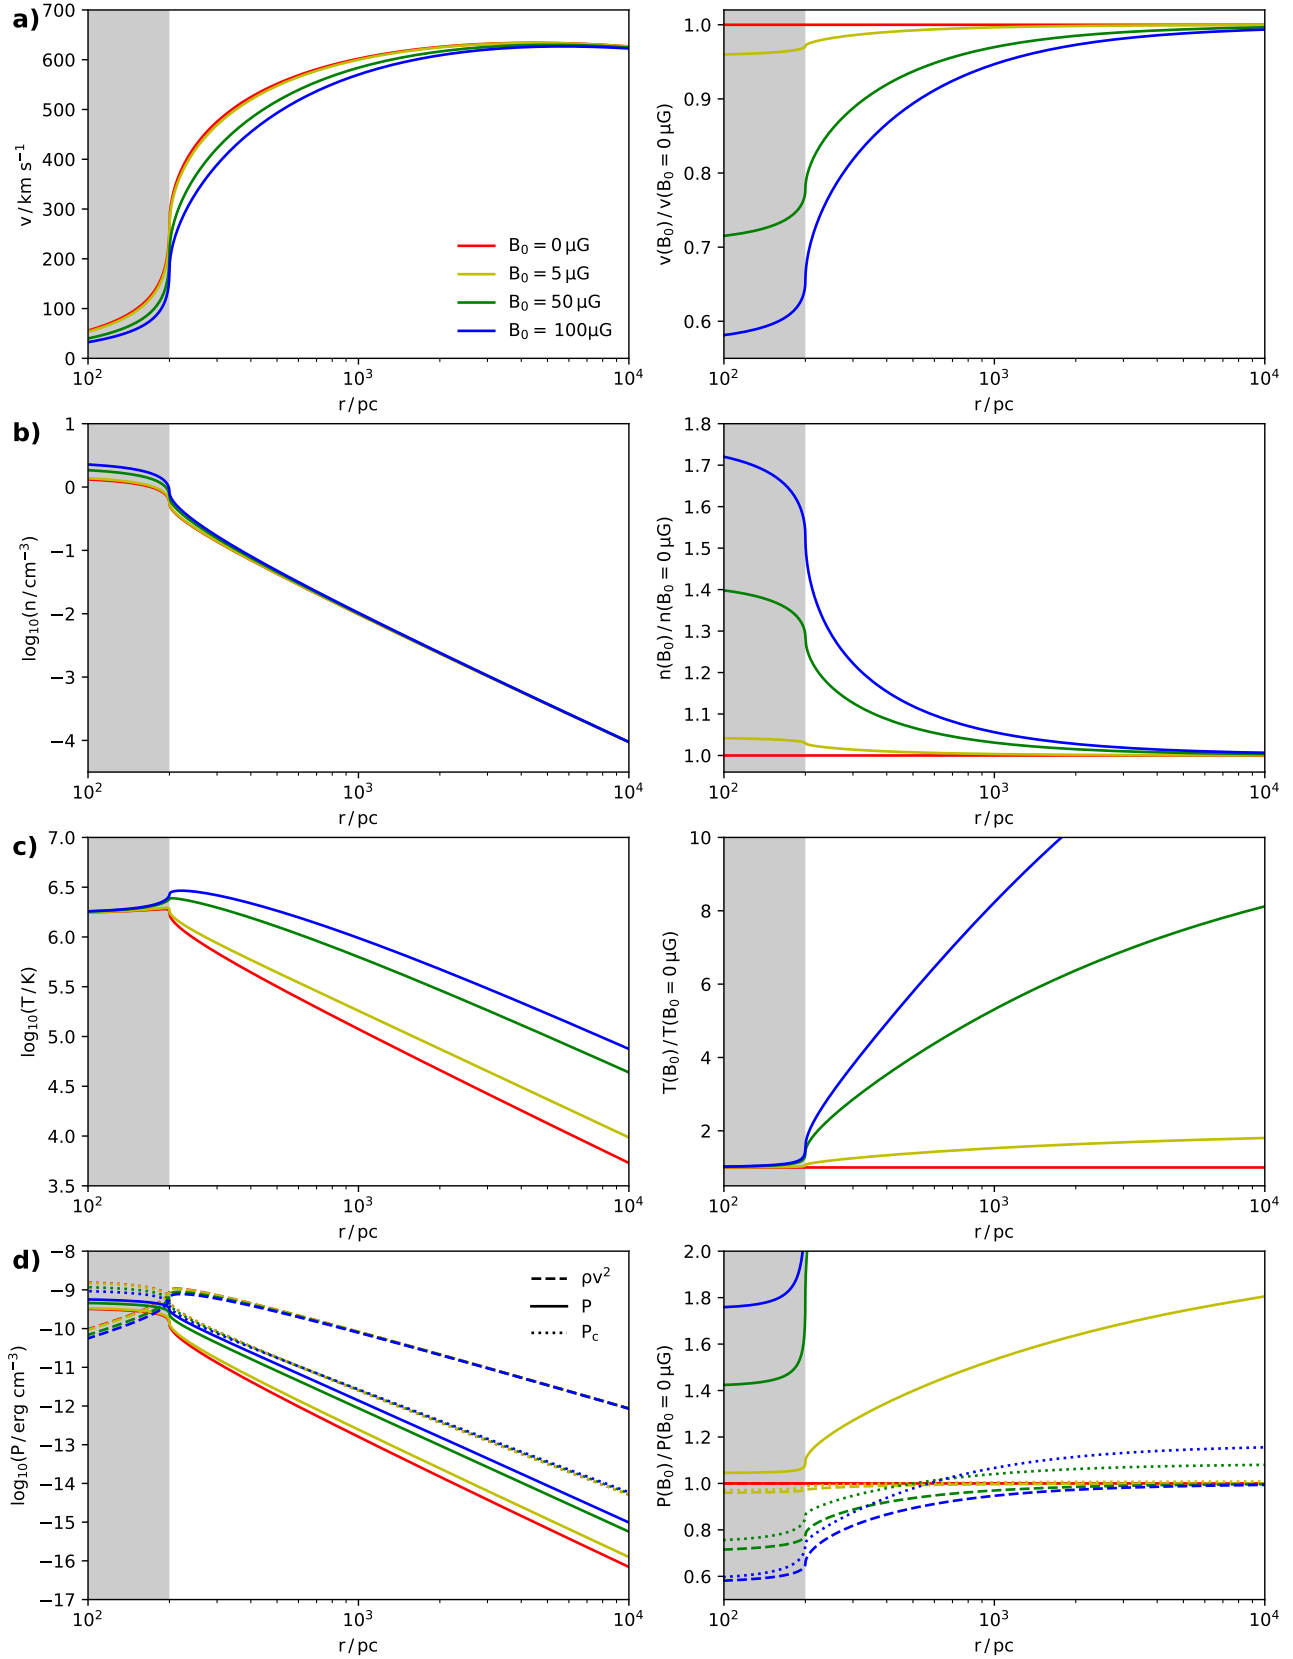 a)
v / km s⁻¹
700
600
500
400
300
200
100
0
B₀ = 0 µG
B₀ = 5 µG
B₀ = 50 µG
B₀ = 100µG
10² 10³ 10⁴
r / pc
v(B₀) / v(B₀ = 0 µG)
1.0
0.9
0.8
0.7
0.6
10² 10³ 10⁴
r / pc
b)
log₁₀(n / cm⁻³)
1
0
−1
−2
−3
−4
10² 10³ 10⁴
r / pc
n(B₀) / n(B₀ = 0 µG)
1.8
1.7
1.6
1.5
1.4
1.3
1.2
1.1
1.0
10² 10³ 10⁴
r / pc
c)
log₁₀(T / K)
7.0
6.5
6.0
5.5
5.0
4.5
4.0
3.5
10² 10³ 10⁴
r / pc
T(B₀) / T(B₀ = 0 µG)
10
8
6
4
2
10² 10³ 10⁴
r / pc
d)
log₁₀(P / erg cm⁻³)
−8
−9
−10
−11
−12
−13
−14
−15
−16
−17
ρv²
P
P_c
10² 10³ 10⁴
r / pc
P(B₀) / P(B₀ = 0 µG)
2.0
1.8
1.6
1.4
1.2
1.0
0.8
0.6
10² 10³ 10⁴
r / pc